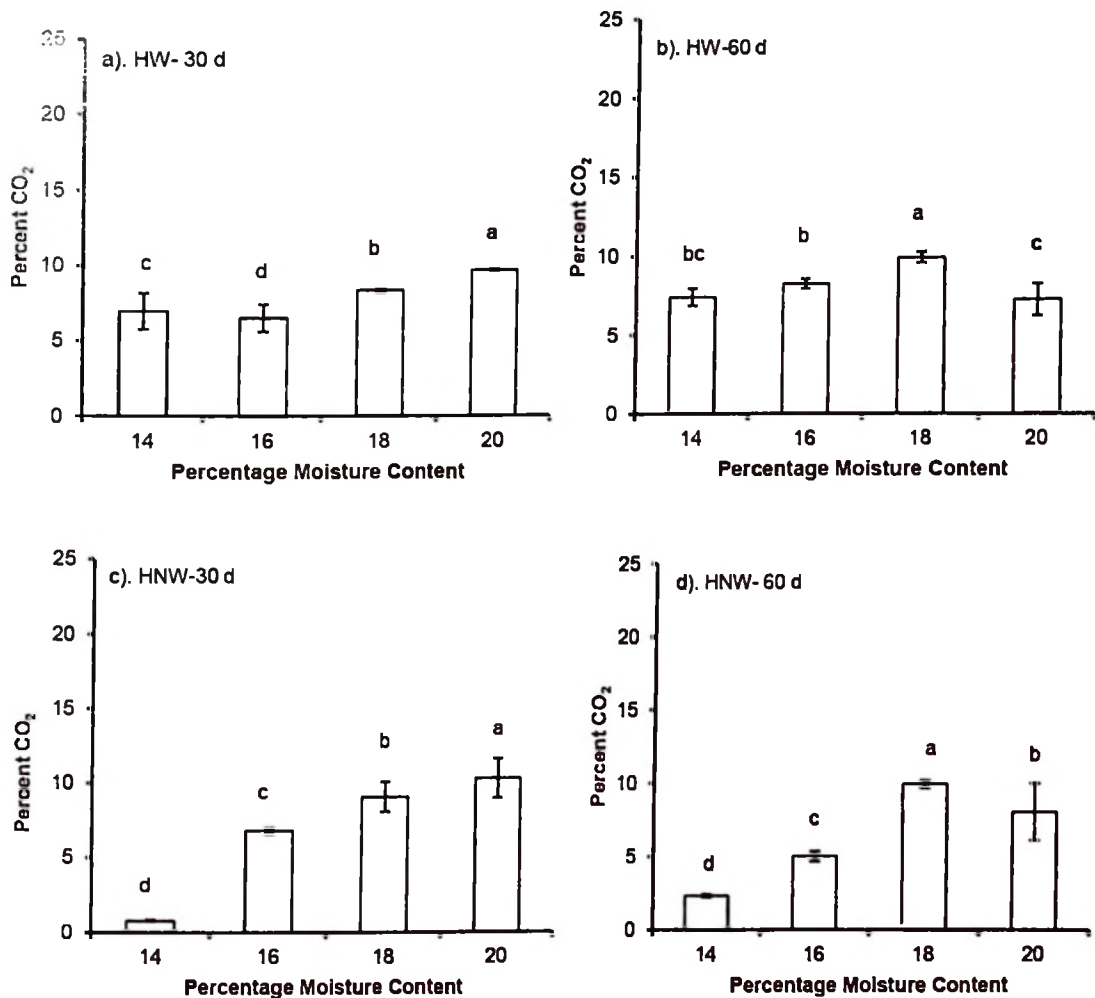 25
a). HW- 30 d
20
15
10
5
0
Percent CO₂
c
d
b
a
14 16 18 20
Percentage Moisture Content
25
b). HW-60 d
20
15
10
5
0
Percent CO₂
bc
b
a
c
14 16 18 20
Percentage Moisture Content
25
c). HNW-30 d
20
15
10
5
0
Percent CO₂
d
c
b
a
14 16 18 20
Percentage Moisture Content
25
d). HNW- 60 d
20
15
10
5
0
Percent CO₂
d
c
a
b
14 16 18 20
Percentage Moisture Content